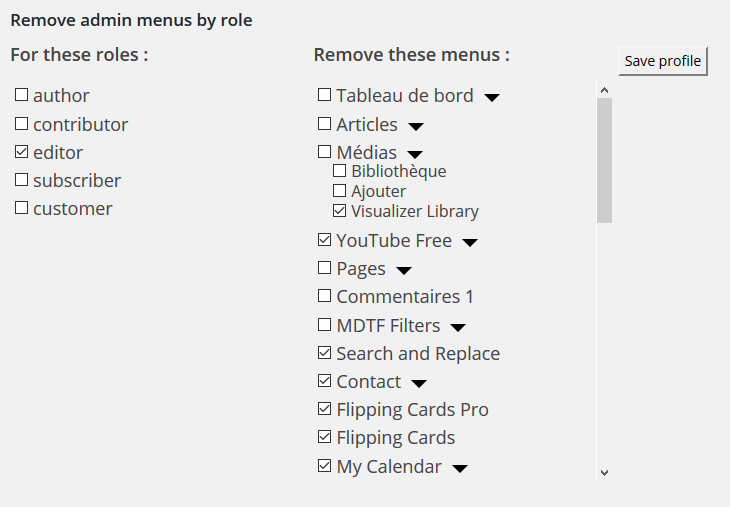 Remove admin menus by role
For these roles :
author
contributor
editor
subscriber
customer
Remove these menus :
Tableau de bord
Articles
Médias
Bibliothèque
Ajouter
Visualizer Library
YouTube Free
Pages
Commentaires 1
MDTF Filters
Search and Replace
Contact
Flipping Cards Pro
Flipping Cards
My Calendar
Save profile